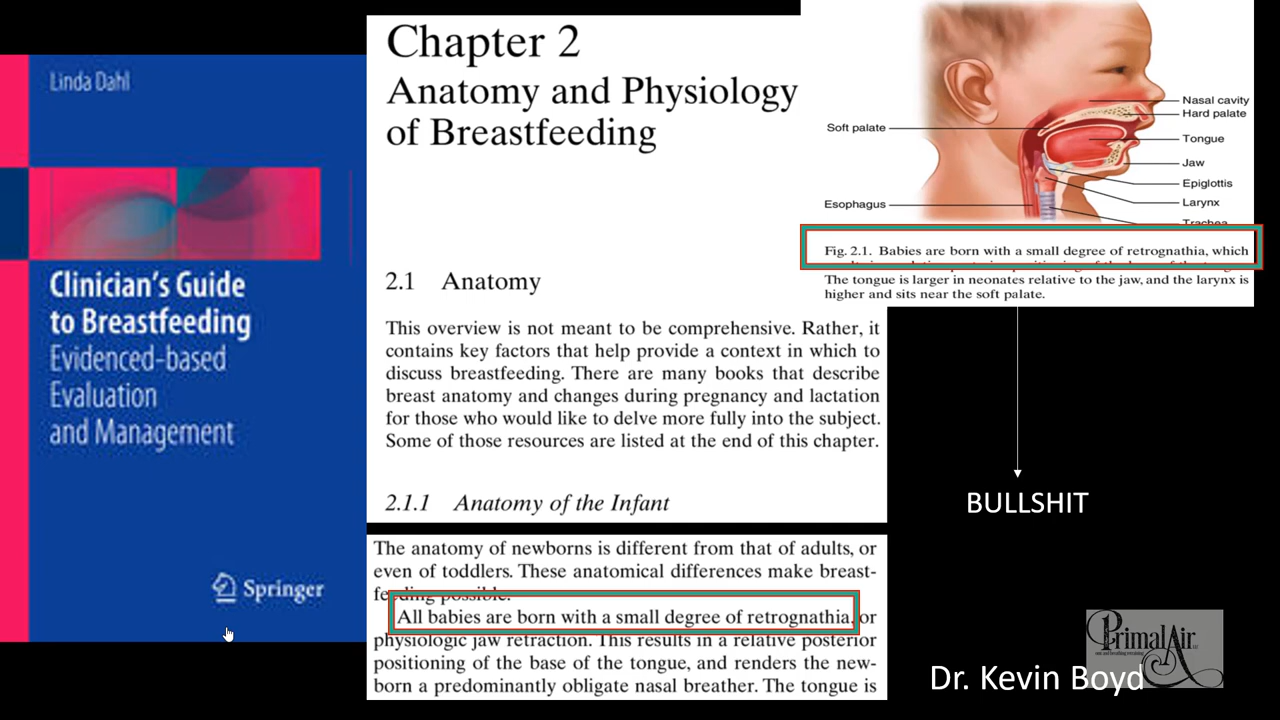 Linda Dahl
Clinician's Guide
to Breastfeeding
Evidenced-based
Evaluation
and Management
Springer
Chapter 2
Anatomy and Physiology
of Breastfeeding
2.1 Anatomy
This overview is not meant to be comprehensive. Rather, it
contains key factors that help provide a context in which to
discuss breastfeeding. There are many books that describe
breast anatomy and changes during pregnancy and lactation
for those who would like to delve more fully into the subject.
Some of those resources are listed at the end of this chapter.
2.1.1 Anatomy of the Infant
The anatomy of newborns is different from that of adults, or
even of toddlers. These anatomical differences make breast-
feeding possible.
All babies are born with a small degree of retrognathia, or
physiologic jaw retraction. This results in a relative posterior
positioning of the base of the tongue, and renders the new-
born a predominantly obligate nasal breather. The tongue is
Nasal cavity
Hard palate
Soft palate
Tongue
Jaw
Epiglottis
Larynx
Esophagus
Trachea
Fig. 2.1. Babies are born with a small degree of retrognathia, which
The tongue is larger in neonates relative to the jaw, and the larynx is
higher and sits near the soft palate.
BULLSHIT
PrimalAir
Dr. Kevin Boyd